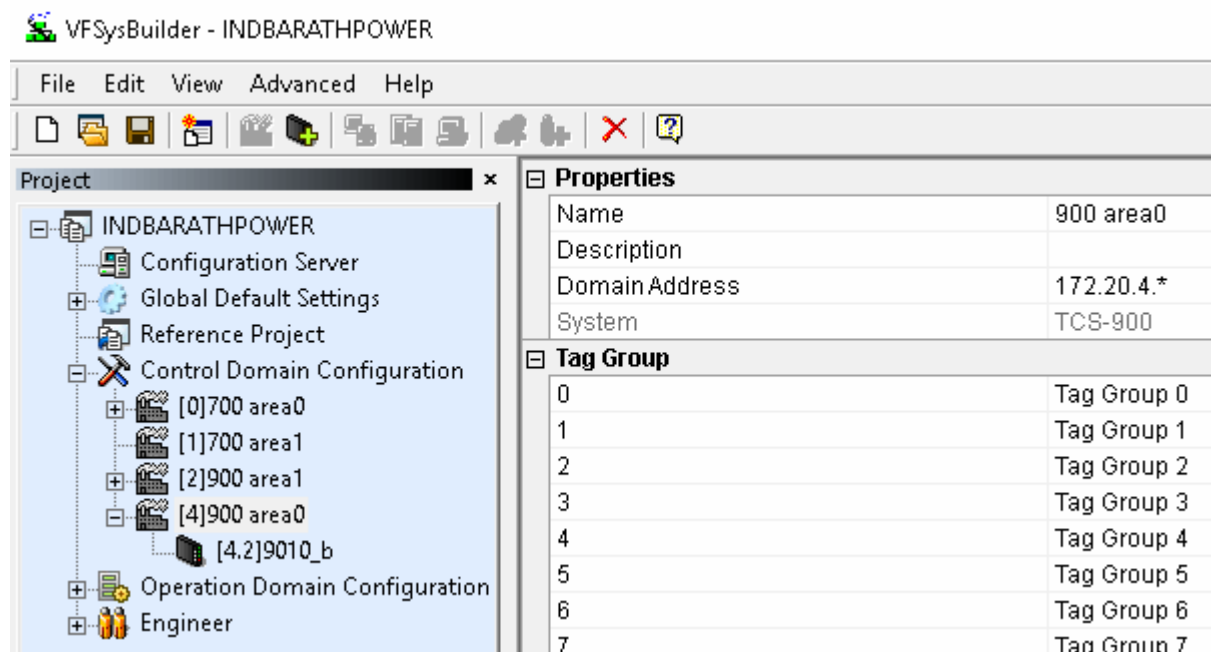 VFSysBuilder - INDBARATHPOWER
File Edit View Advanced Help
Project
INDBARATHPOWER
Configuration Server
Global Default Settings
Reference Project
Control Domain Configuration
[0]700 area0
[1]700 area1
[2]900 area1
[4]900 area0
[4.2]9010_b
Operation Domain Configuration
Engineer
Properties
Name 900 area0
Description
Domain Address 172.20.4.*
System TCS-900
Tag Group
0 Tag Group 0
1 Tag Group 1
2 Tag Group 2
3 Tag Group 3
4 Tag Group 4
5 Tag Group 5
6 Tag Group 6
7 Tag Group 7